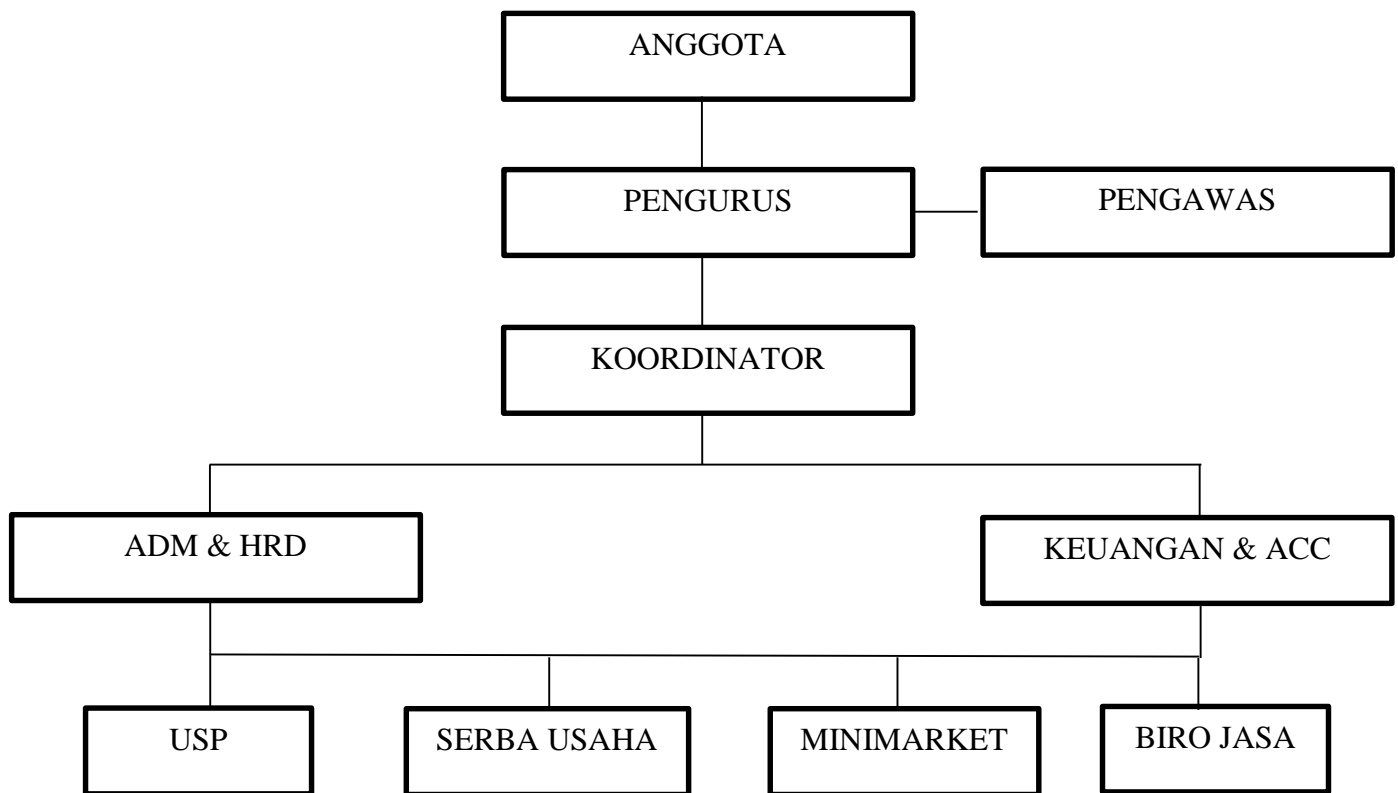 ANGGOTA
PENGURUS
PENGAWAS
KOORDINATOR
ADM & HRD
KEUANGAN & ACC
USP
SERBA USAHA
MINIMARKET
BIRO JASA